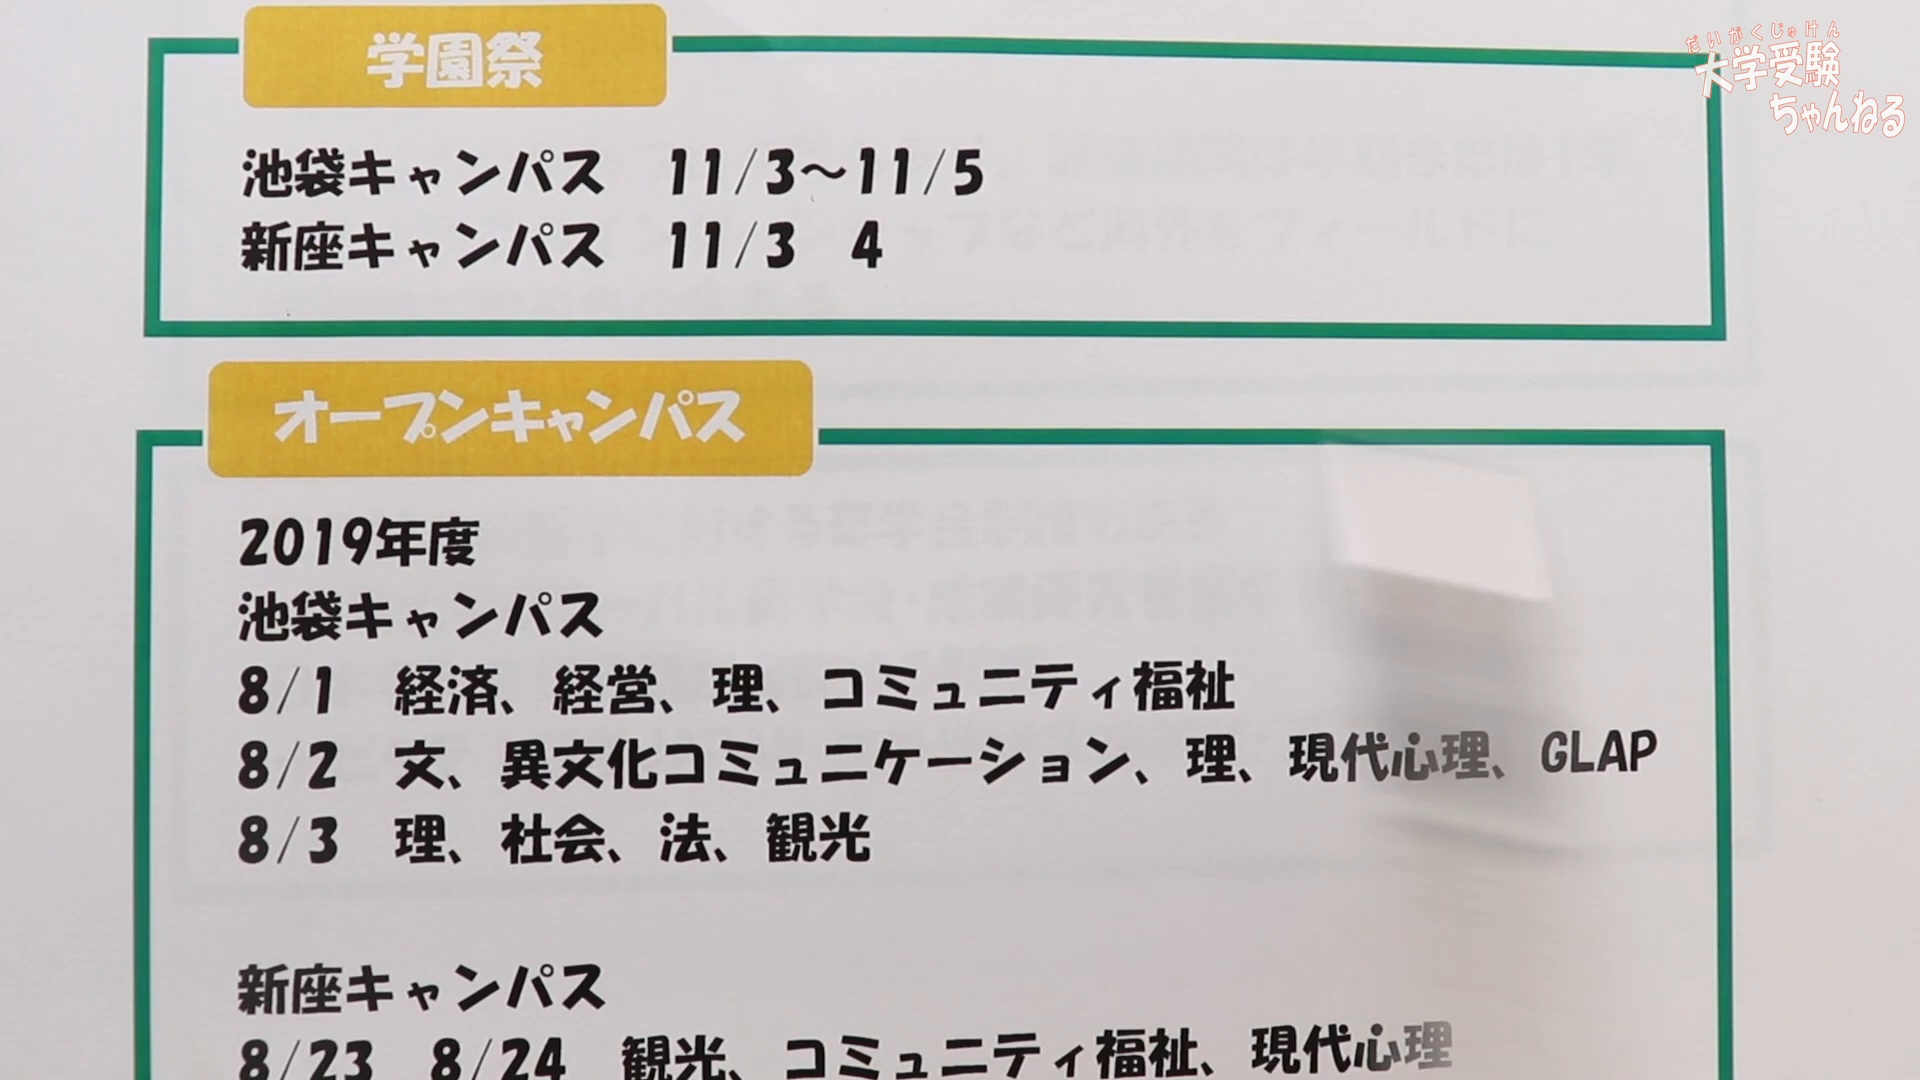 学園祭
だいがくじゅけん
大学受験
ちゃんねる
池袋キャンパス　11/3～11/5
新座キャンパス　11/3　4
オープンキャンパス
2019年度
池袋キャンパス
8/1　経済、経営、理、コミュニティ福祉
8/2　文、異文化コミュニケーション、理、現代心理、GLAP
8/3　理、社会、法、観光
新座キャンパス
8/23　8/24　観光、コミュニティ福祉、現代心理